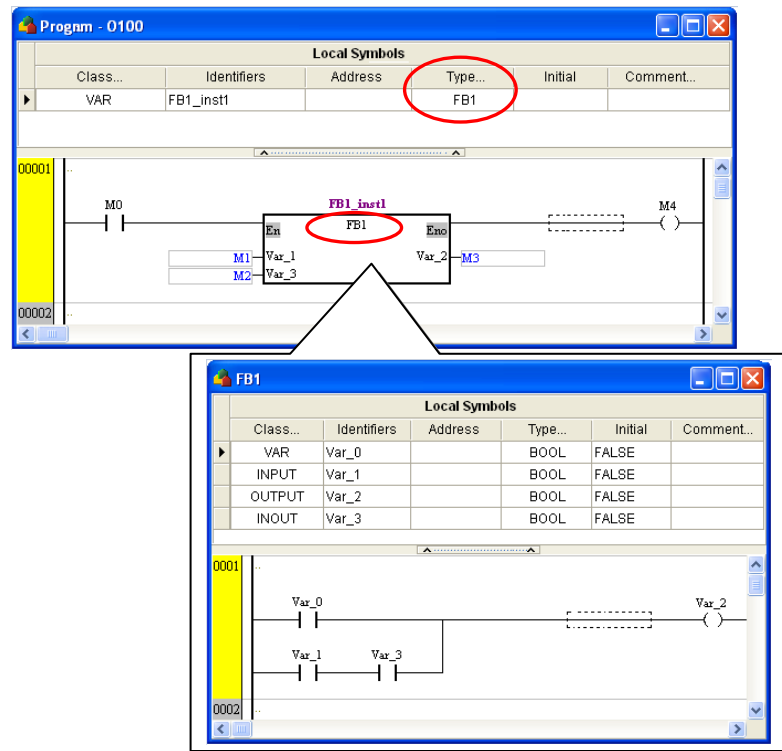 Prognm - 0100
Local Symbols
Class... Identifiers Address Type... Initial Comment...
VAR FB1_inst1 FB1
00001 ..
M0 FB1_inst1 M4
FB1
En Eno
M1 Var_1 Var_2 M3
M2 Var_3
00002 ..
FB1
Local Symbols
Class... Identifiers Address Type... Initial Comment...
VAR Var_0 BOOL FALSE
INPUT Var_1 BOOL FALSE
OUTPUT Var_2 BOOL FALSE
INOUT Var_3 BOOL FALSE
0001 ..
Var_0 Var_2
Var_1 Var_3
0002 ..